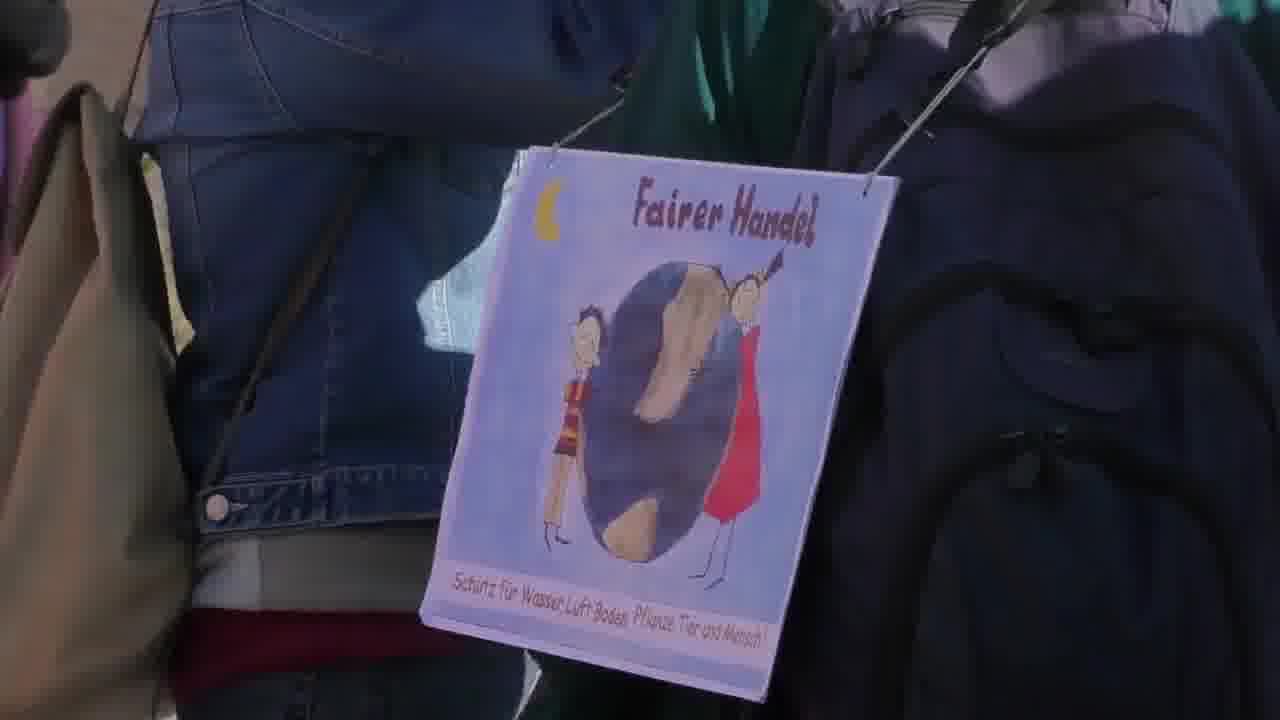 Fairer Handel
Schutz für Wasser, Luft, Boden, Pflanze, Tier und Mensch!